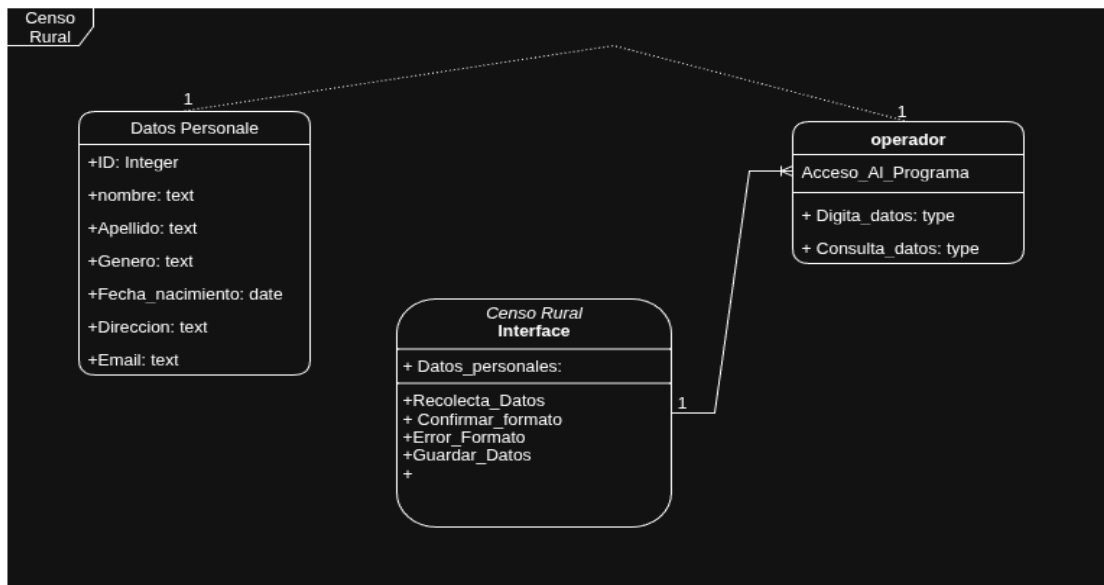 Censo
Rural
1
Datos Personale
+ID: Integer
+nombre: text
+Apellido: text
+Genero: text
+Fecha_nacimiento: date
+Direccion: text
+Email: text
1
operador
Acceso_Al_Programa
+ Digita_datos: type
+ Consulta_datos: type
Censo Rural
Interface
+ Datos_personales:
+Recolecta_Datos
+ Confirmar_formato
+Error_Formato
+Guardar_Datos
+
1